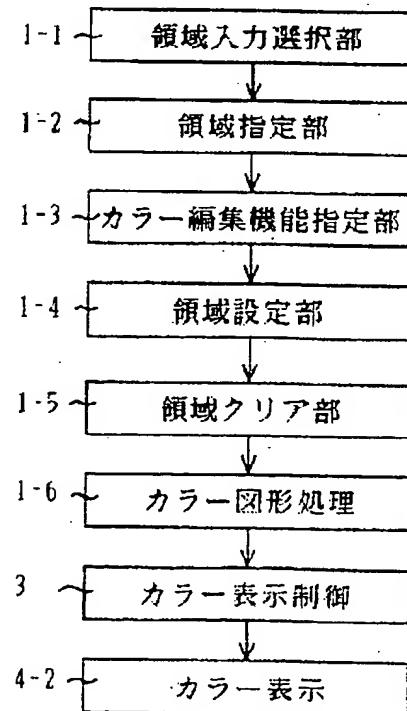 1-1 領域入力選択部
1-2 領域指定部
1-3 カラー編集機能指定部
1-4 領域設定部
1-5 領域クリア部
1-6 カラー図形処理
3 カラー表示制御
4-2 カラー表示